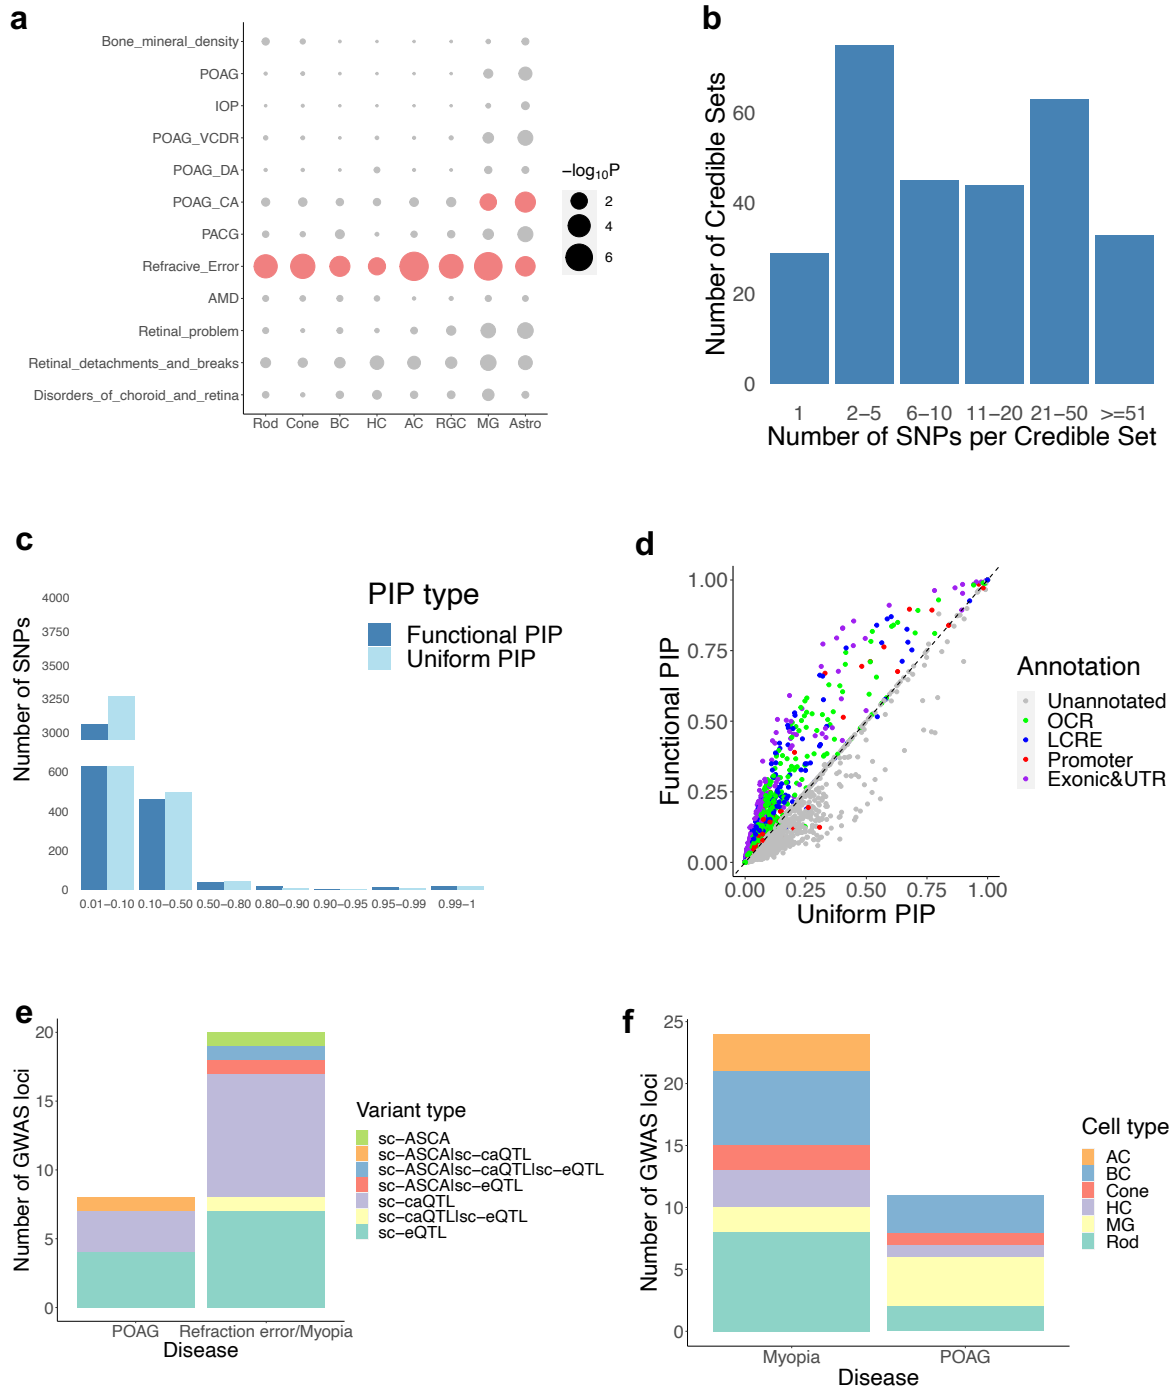 a
Bone_mineral_density
POAG
IOP
POAG_VCDR
POAG_DA
POAG_CA
PACG
Refracive_Error
AMD
Retinal_problem
Retinal_detachments_and_breaks
Disorders_of_choroid_and_retina
Rod Cone BC HC AC RGC MG Astro
−log₁₀P
2
4
6
b
Number of Credible Sets
60
40
20
0
1 2−5 6−10 11−20 21−50 >=51
Number of SNPs per Credible Set
c
Number of SNPs
4000
3750
3500
3250
3000
600
400
200
0
0.01−0.10 0.10−0.50 0.50−0.80 0.80−0.90 0.90−0.95 0.95−0.99 0.99−1
PIP type
Functional PIP
Uniform PIP
d
Functional PIP
1.00
0.75
0.50
0.25
0.00
0.00 0.25 0.50 0.75 1.00
Uniform PIP
Annotation
Unannotated
OCR
LCRE
Promoter
Exonic&UTR
e
Number of GWAS loci
20
15
10
5
0
POAG Refraction error/Myopia
Disease
Variant type
sc−ASCA
sc−ASCA|sc−caQTL
sc−ASCA|sc−caQTL|sc−eQTL
sc−ASCA|sc−eQTL
sc−caQTL
sc−caQTL|sc−eQTL
sc−eQTL
f
Number of GWAS loci
25
20
15
10
5
0
Myopia POAG
Disease
Cell type
AC
BC
Cone
HC
MG
Rod